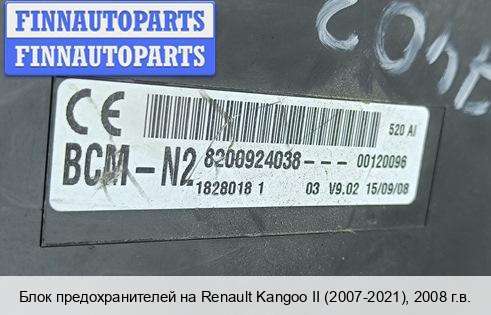 FINNAUTOPARTS
FINNAUTOPARTS
CE
520 AI
BCM-N2 8200924038--- 00120096
1828018 1 03 V9.02 15/09/08
Блок предохранителей на Renault Kangoo II (2007-2021), 2008 г.в.